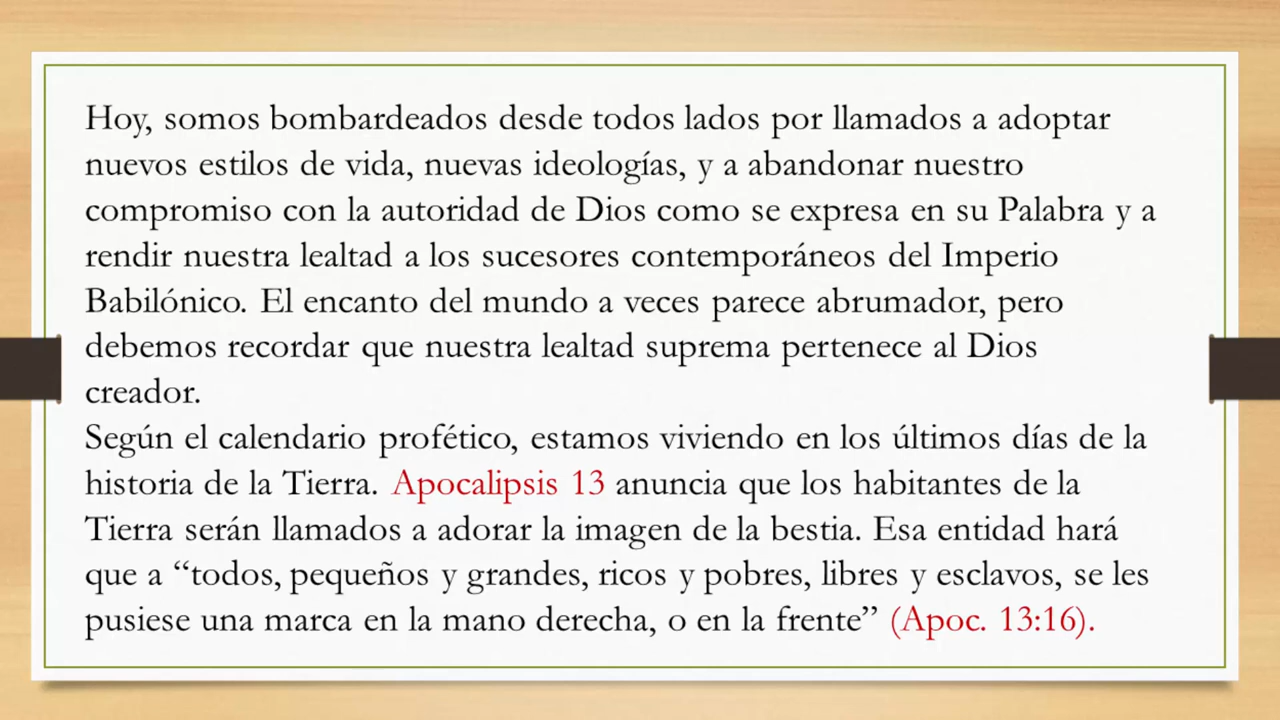 Hoy, somos bombardeados desde todos lados por llamados a adoptar
nuevos estilos de vida, nuevas ideologías, y a abandonar nuestro
compromiso con la autoridad de Dios como se expresa en su Palabra y a
rendir nuestra lealtad a los sucesores contemporáneos del Imperio
Babilónico. El encanto del mundo a veces parece abrumador, pero
debemos recordar que nuestra lealtad suprema pertenece al Dios
creador.
Según el calendario profético, estamos viviendo en los últimos días de la
historia de la Tierra. Apocalipsis 13 anuncia que los habitantes de la
Tierra serán llamados a adorar la imagen de la bestia. Esa entidad hará
que a “todos, pequeños y grandes, ricos y pobres, libres y esclavos, se les
pusiese una marca en la mano derecha, o en la frente” (Apoc. 13:16).